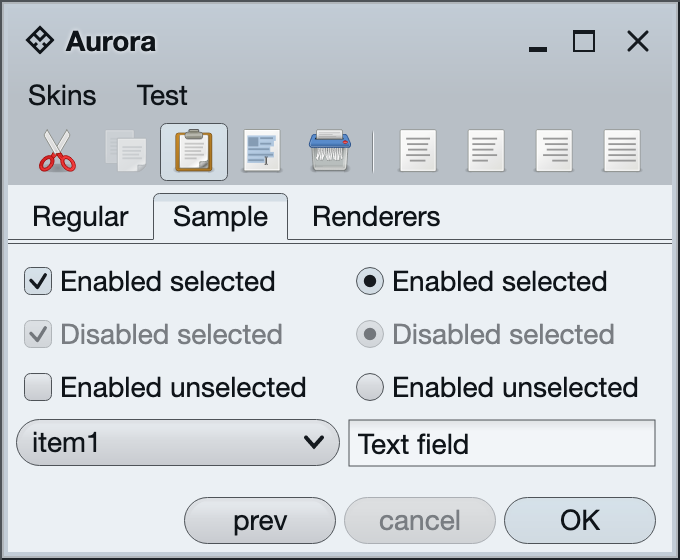 Aurora
Skins Test
Regular Sample Renderers
Enabled selected Enabled selected
Disabled selected Disabled selected
Enabled unselected Enabled unselected
item1 Text field
prev cancel OK